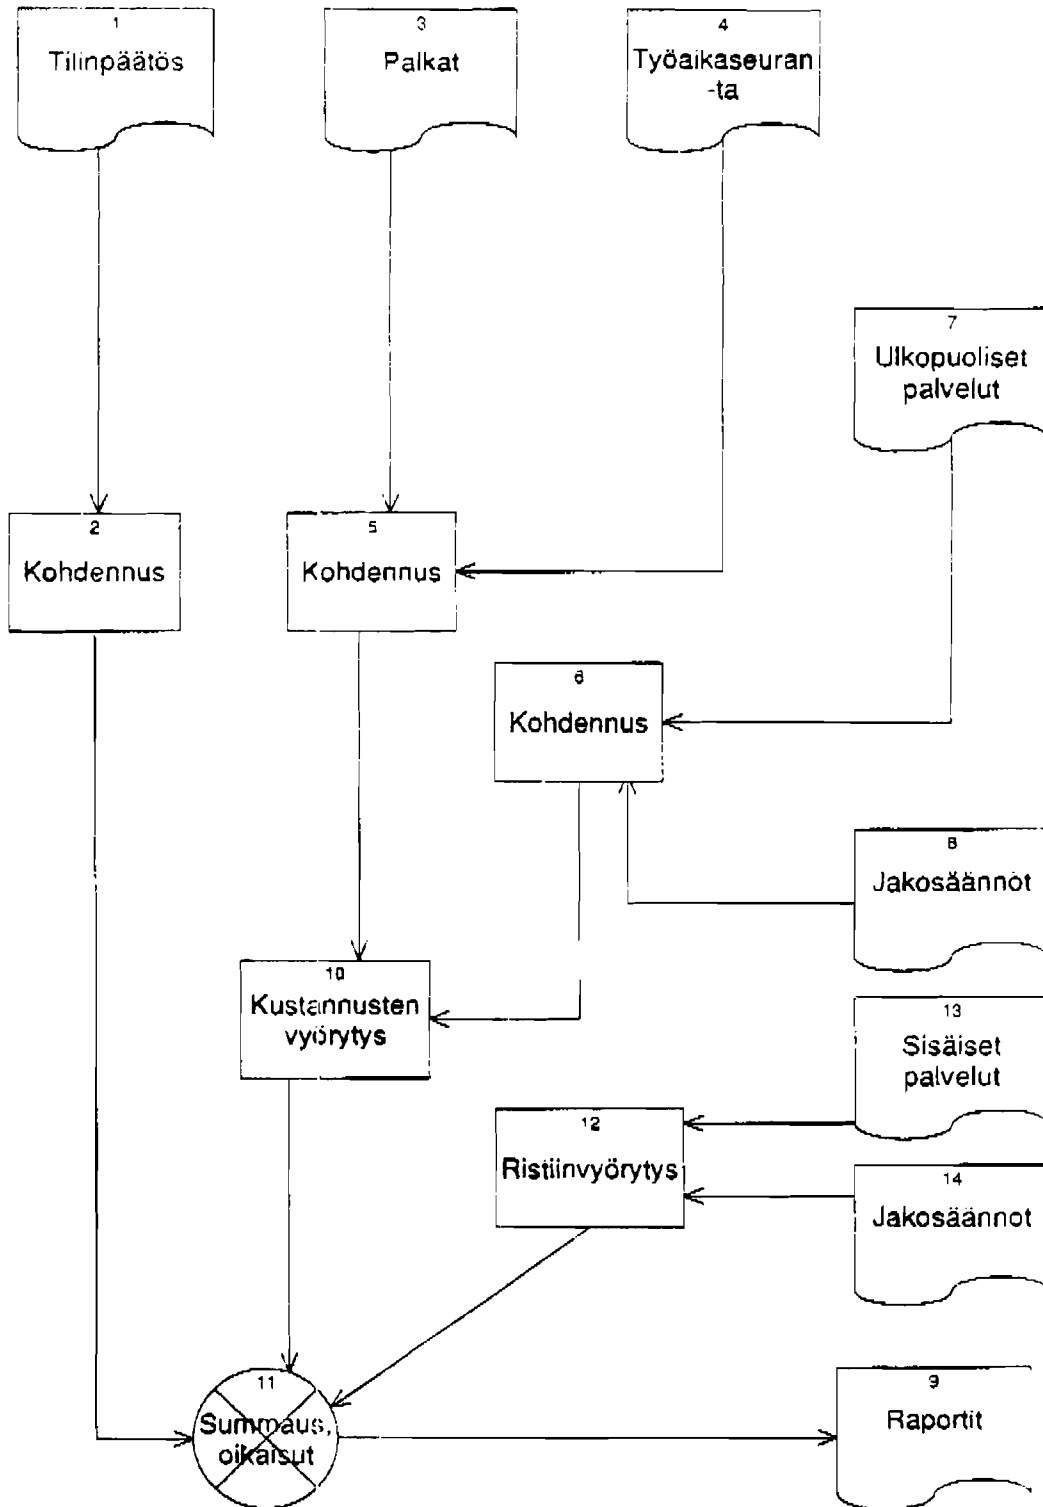 1
Tilinpäätös
3
Palkat
4
Työaikaseuran
-ta
7
Ulkopuoliset
palvelut
2
Kohdennus
5
Kohdennus
6
Kohdennus
8
Jakosäännöt
10
Kustannusten
vyörytys
13
Sisäiset
palvelut
12
Ristiinvyörytys
14
Jakosäännöt
11
Summaus,
oikaisut
9
Raportit